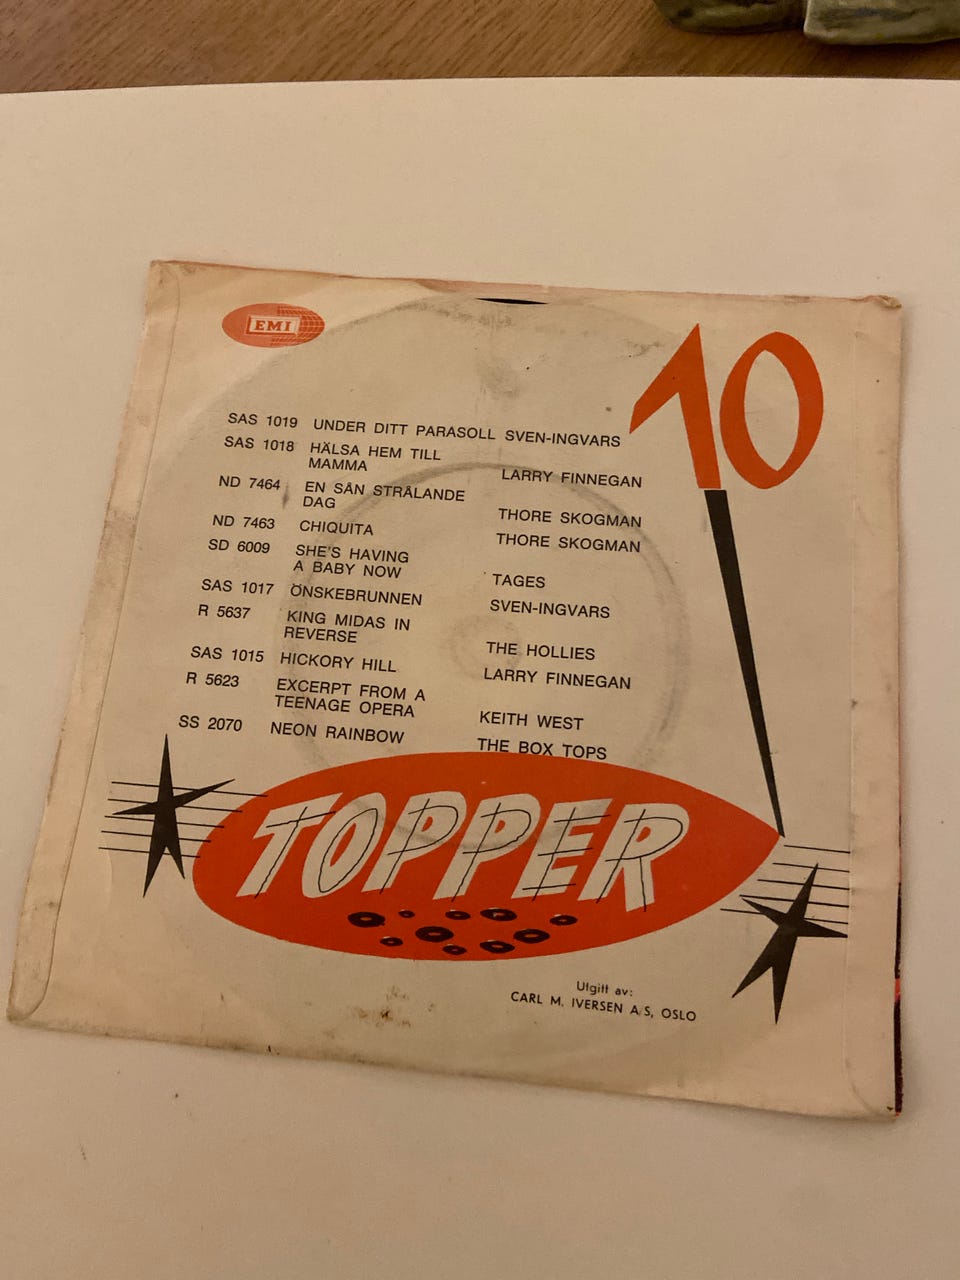 EMI
10
SAS 1019 UNDER DITT PARASOLL SVEN-INGVARS
SAS 1018 HÄLSA HEM TILL
MAMMA LARRY FINNEGAN
ND 7464 EN SÅN STRÅLANDE
DAG THORE SKOGMAN
ND 7463 CHIQUITA THORE SKOGMAN
SD 6009 SHE'S HAVING
A BABY NOW TAGES
SAS 1017 ÖNSKEBRUNNEN SVEN-INGVARS
R 5637 KING MIDAS IN
REVERSE THE HOLLIES
SAS 1015 HICKORY HILL LARRY FINNEGAN
R 5623 EXCERPT FROM A
TEENAGE OPERA KEITH WEST
SS 2070 NEON RAINBOW THE BOX TOPS
TOPPER
Utgitt av:
CARL M. IVERSEN A/S, OSLO